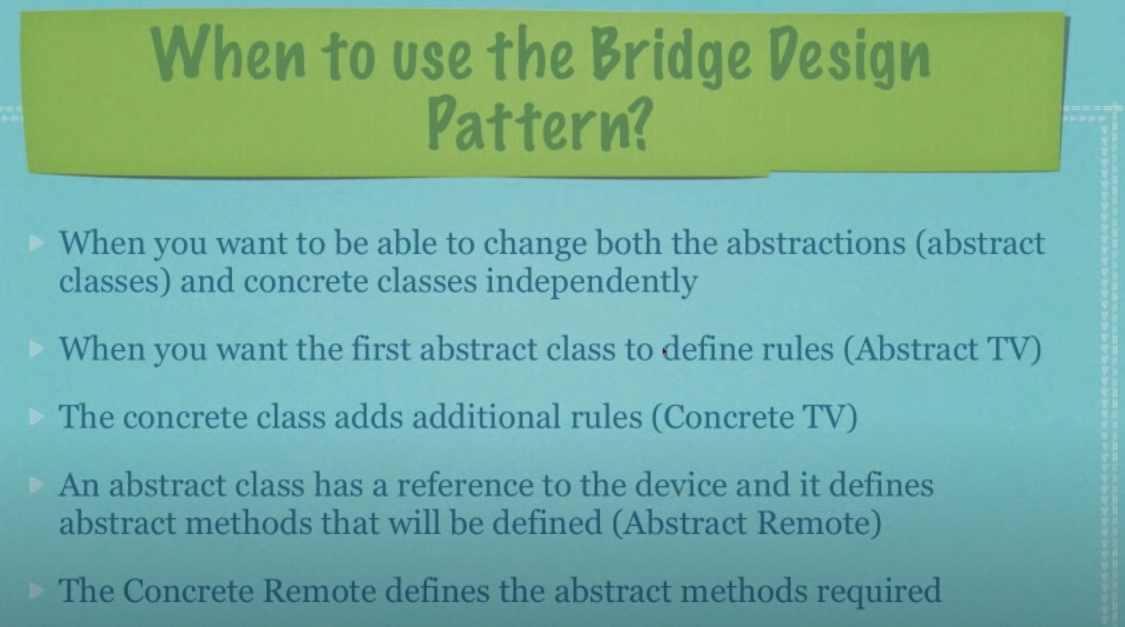 When to use the Bridge Design
Pattern?
When you want to be able to change both the abstractions (abstract
classes) and concrete classes independently
When you want the first abstract class to define rules (Abstract TV)
The concrete class adds additional rules (Concrete TV)
An abstract class has a reference to the device and it defines
abstract methods that will be defined (Abstract Remote)
The Concrete Remote defines the abstract methods required